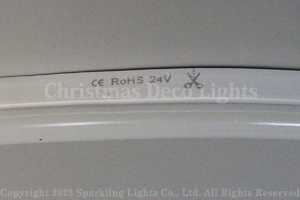 CE RoHS 24V
Christmas Deco Lights
Copyright 2023 Sparkling Lights Co., Ltd. All Rights Reserved